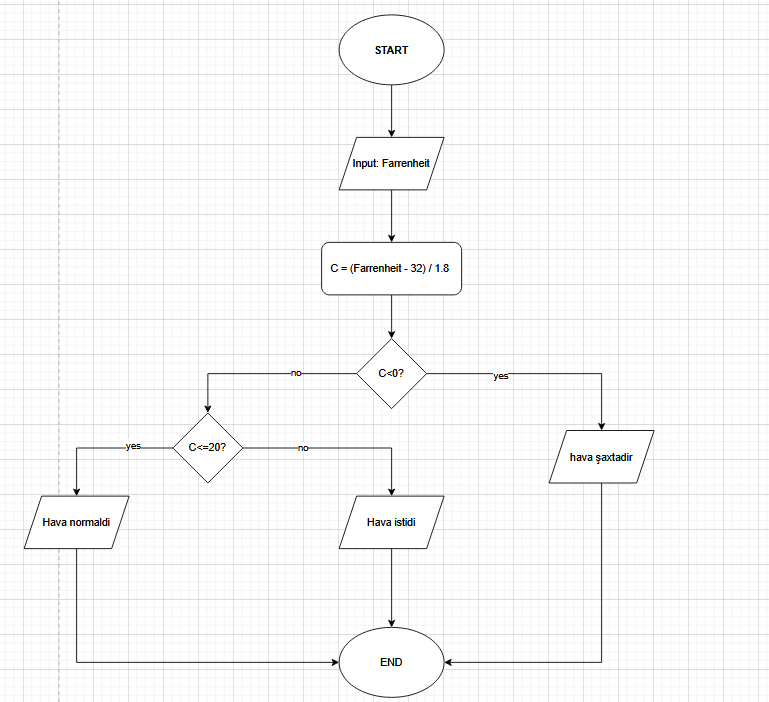 START
Input: Farrenheit
C = (Farrenheit - 32) / 1.8
C<0?
no
yes
C<=20?
yes
no
hava şaxtadir
Hava normaldi
Hava istidi
END